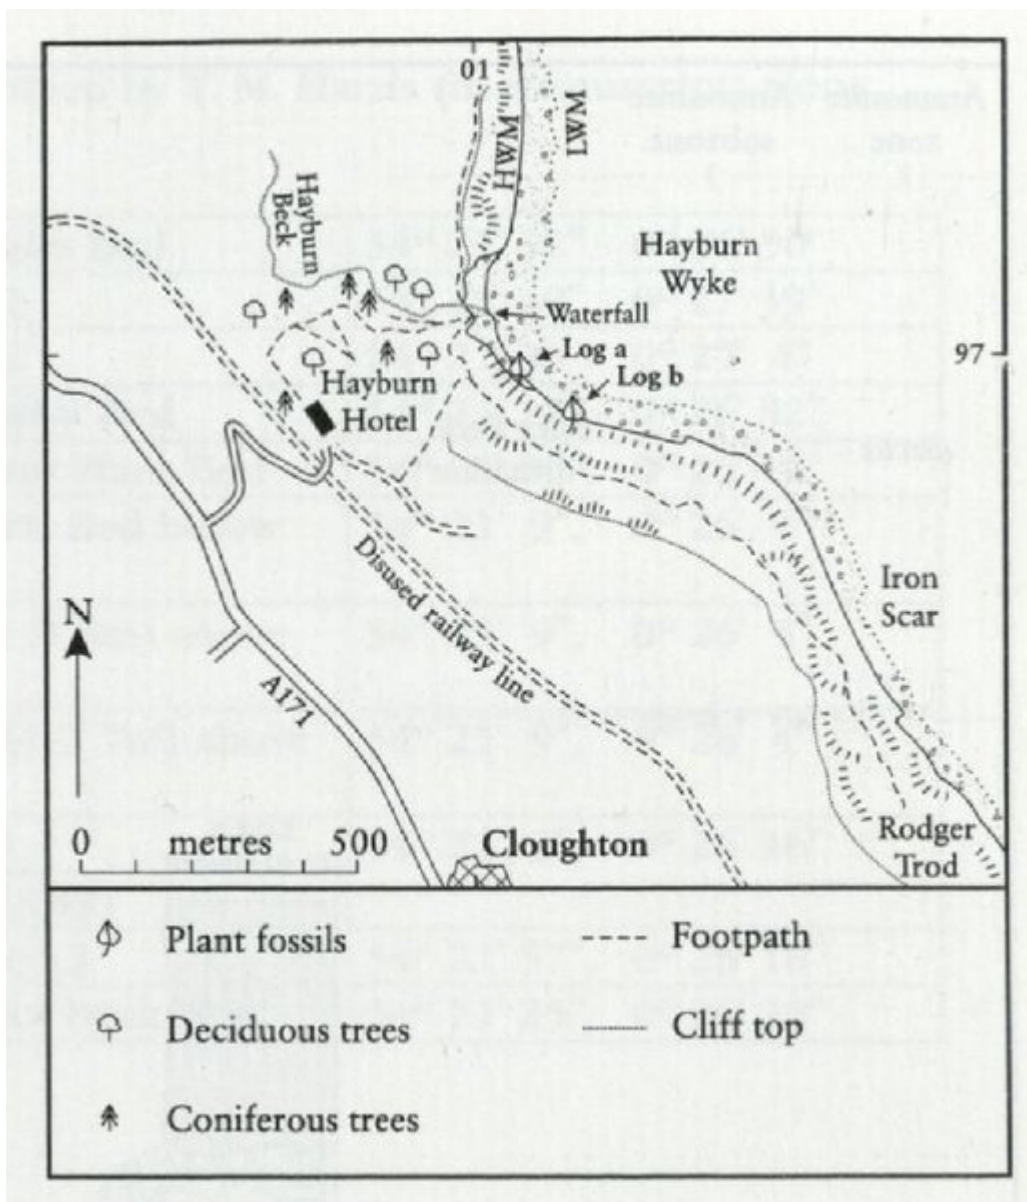 01
HWM
LWM
Hayburn
Beck
Hayburn
Wyke
Waterfall
Log a
97
Log b
Hayburn
Hotel
Disused railway line
Iron
Scar
N
A171
0 metres 500
Cloughton
Rodger
Trod
Plant fossils
Footpath
Deciduous trees
Cliff top
Coniferous trees